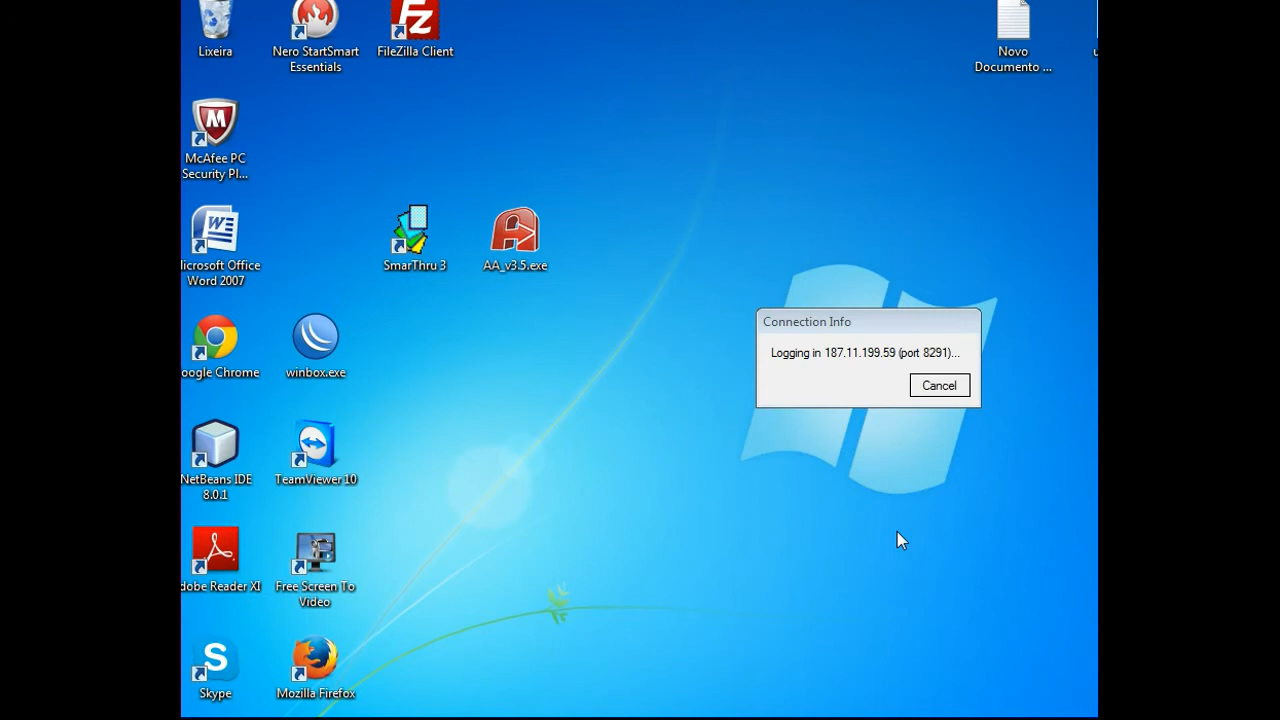 Lixeira
Nero StartSmart
Essentials
FileZilla Client
Novo
Documento ...
McAfee PC
Security Pl...
icrosoft Office
Word 2007
SmarThru 3
AA_v3.5.exe
Connection Info
Logging in 187.11.199.59 (port 8291)...
Cancel
oogle Chrome
winbox.exe
NetBeans IDE
8.0.1
TeamViewer 10
dobe Reader XI
Free Screen To
Video
Skype
Mozilla Firefox